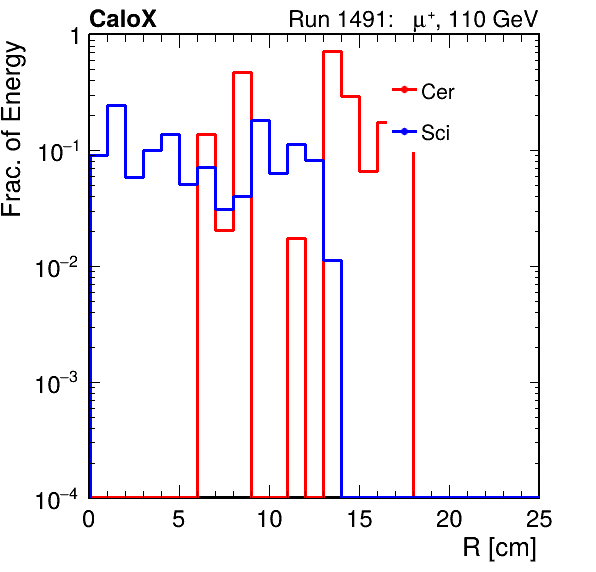 CaloX Run 1491: μ⁺, 110 GeV
Frac. of Energy
1
10⁻¹
10⁻²
10⁻³
10⁻⁴
Cer
Sci
0 5 10 15 20 25
R [cm]